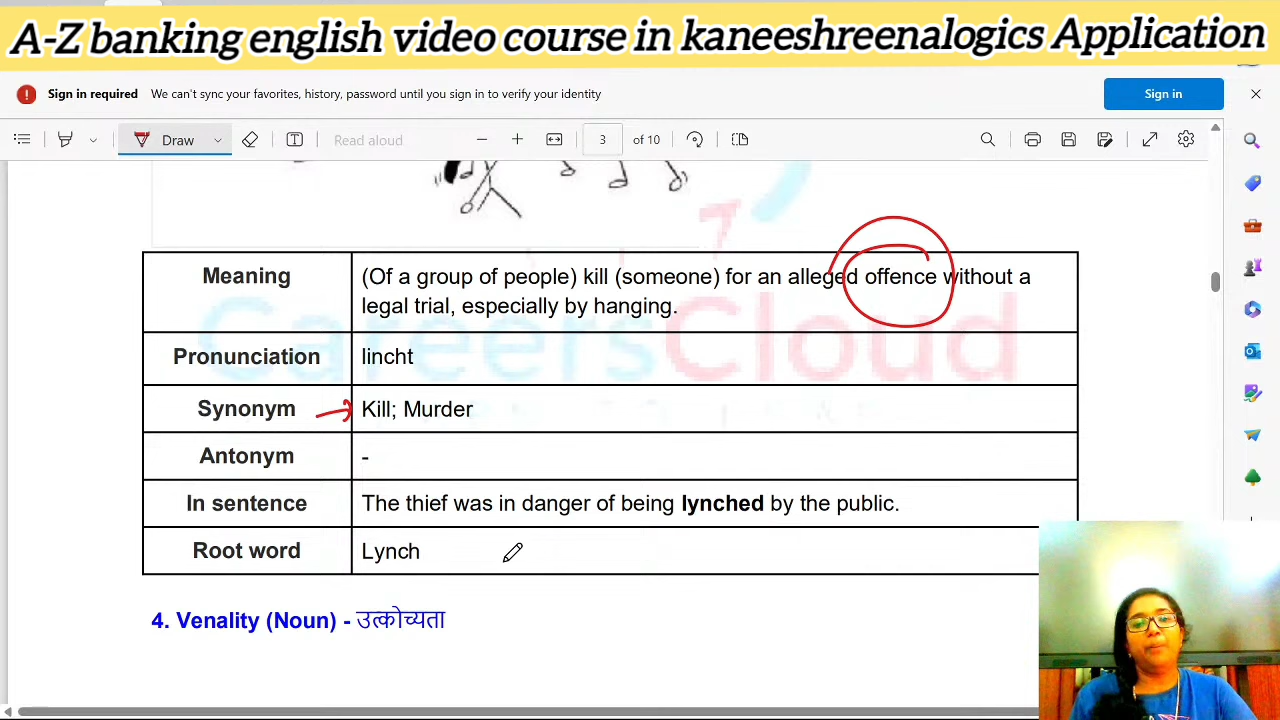 A-Z banking english video course in kaneeshreenalogics Application
Sign in required We can't sync your favorites, history, password until you sign in to verify your identity Sign in
Draw Read aloud 3 of 10
CareersCloud
Meaning (Of a group of people) kill (someone) for an alleged offence without a
legal trial, especially by hanging.
Pronunciation lincht
Synonym Kill; Murder
Antonym -
In sentence The thief was in danger of being lynched by the public.
Root word Lynch
4. Venality (Noun) - उत्कोच्यता